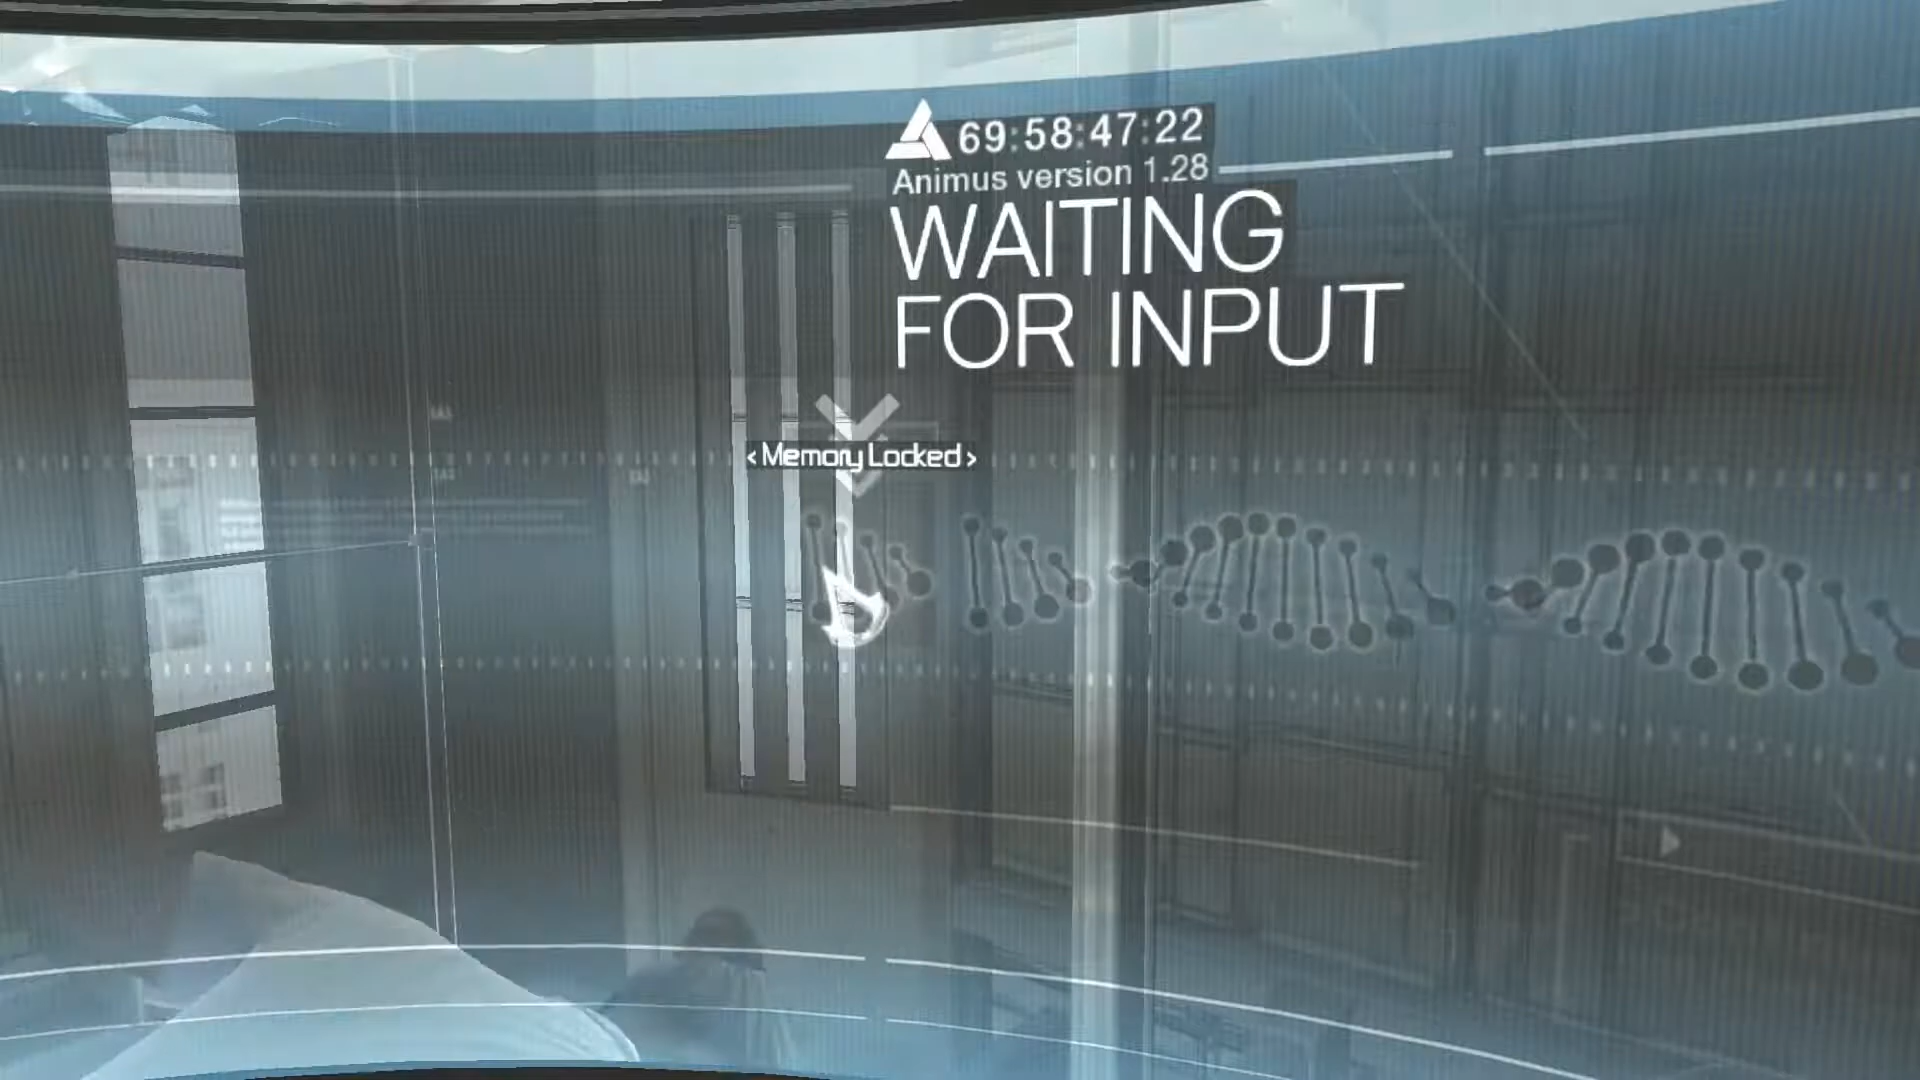 69:58:47:22
Animus version 1.28
WAITING
FOR INPUT
< Memory Locked >